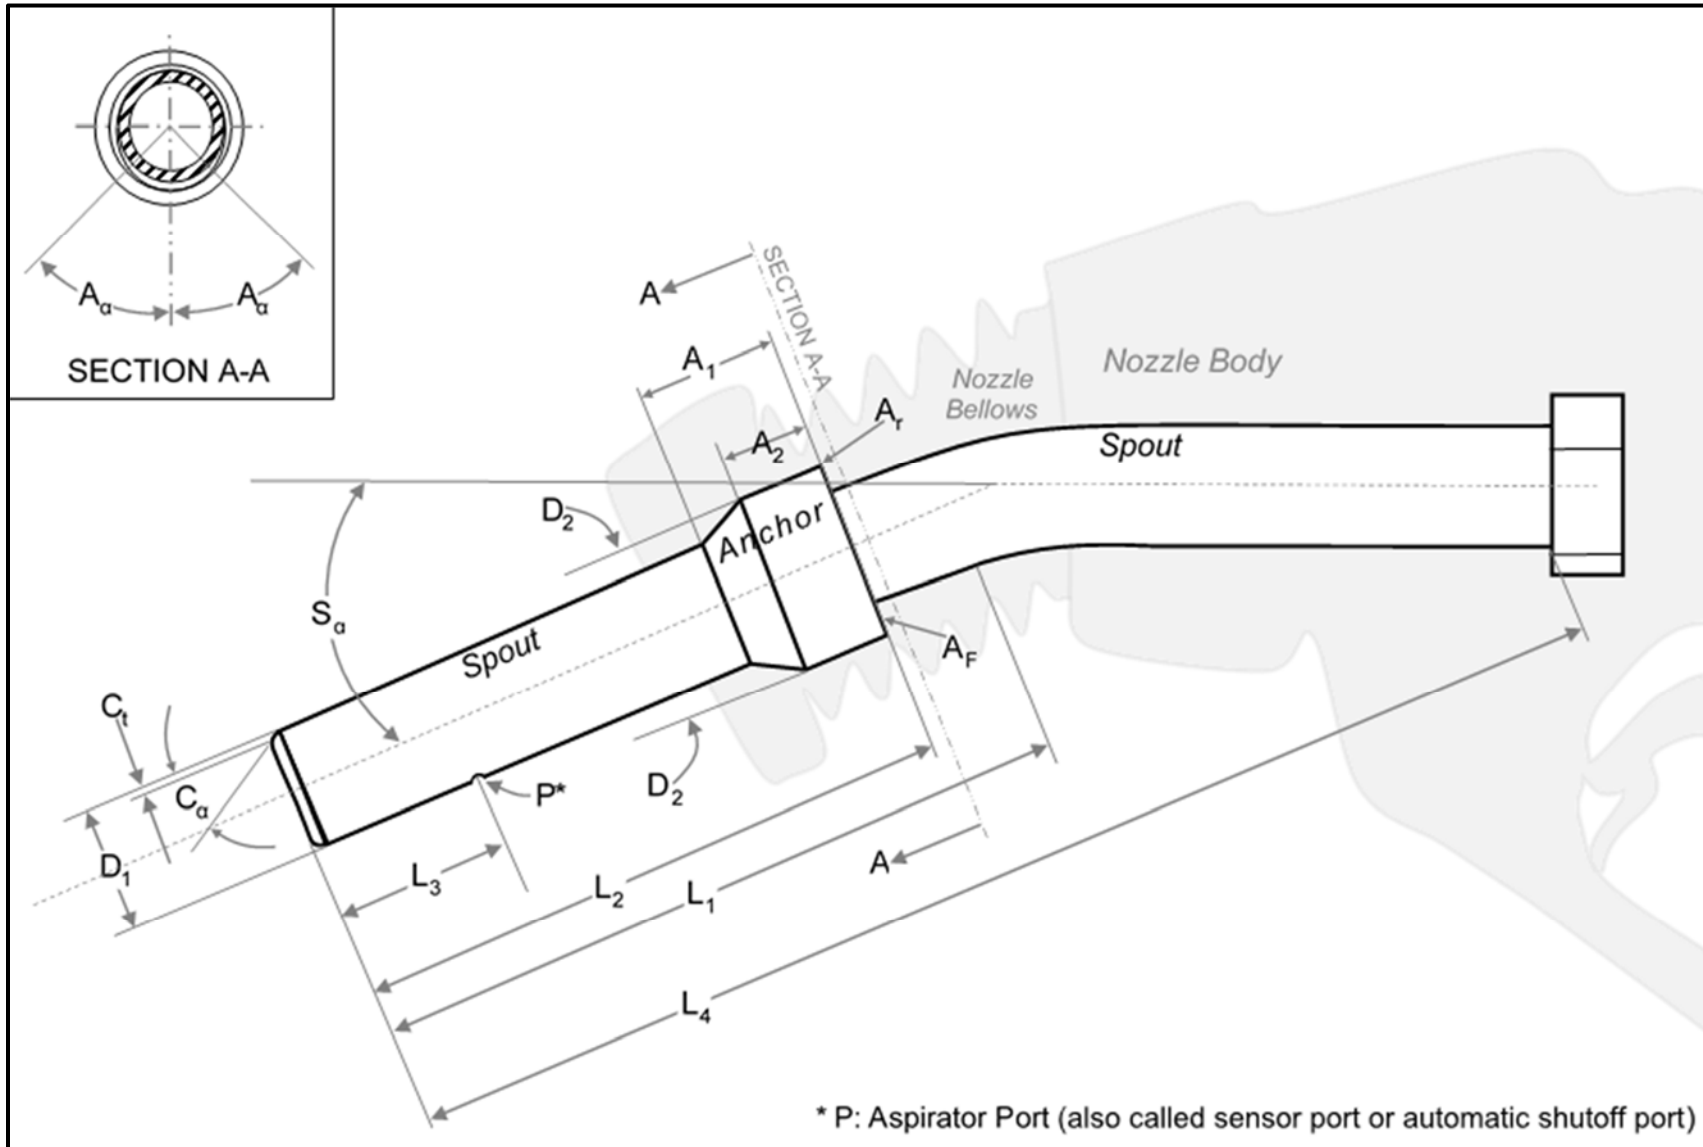 Aα
Aα
SECTION A-A
A
SECTION A-A
A₁
Nozzle Body
Nozzle
Bellows
Aᵣ
A₂
Spout
D₂
Anchor
Sα
Spout
A_F
Cₜ
Cα
P*
D₂
D₁
L₃
A
L₂
L₁
L₄
* P: Aspirator Port (also called sensor port or automatic shutoff port)